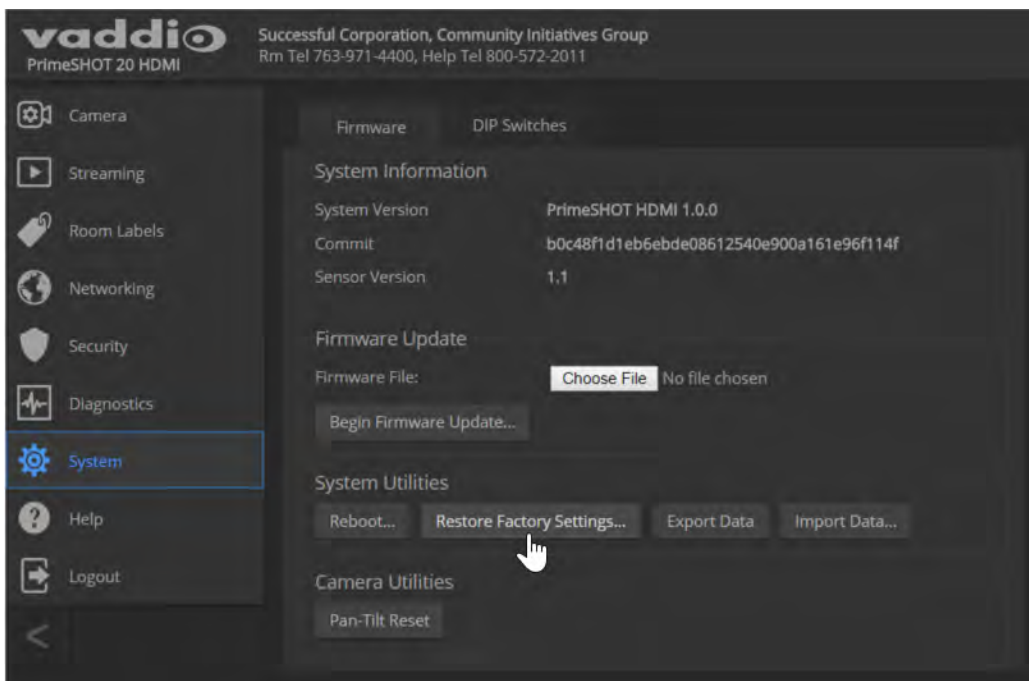 vaddio
PrimeSHOT 20 HDMI
Successful Corporation, Community Initiatives Group
Rm Tel 763-971-4400, Help Tel 800-572-2011
Camera
Streaming
Room Labels
Networking
Security
Diagnostics
System
Help
Logout
<
Firmware DIP Switches
System Information
System Version PrimeSHOT HDMI 1.0.0
Commit b0c48f1d1eb6ebde08612540e900a161e96f114f
Sensor Version 1.1
Firmware Update
Firmware File: Choose File No file chosen
Begin Firmware Update...
System Utilities
Reboot... Restore Factory Settings... Export Data Import Data...
Camera Utilities
Pan-Tilt Reset